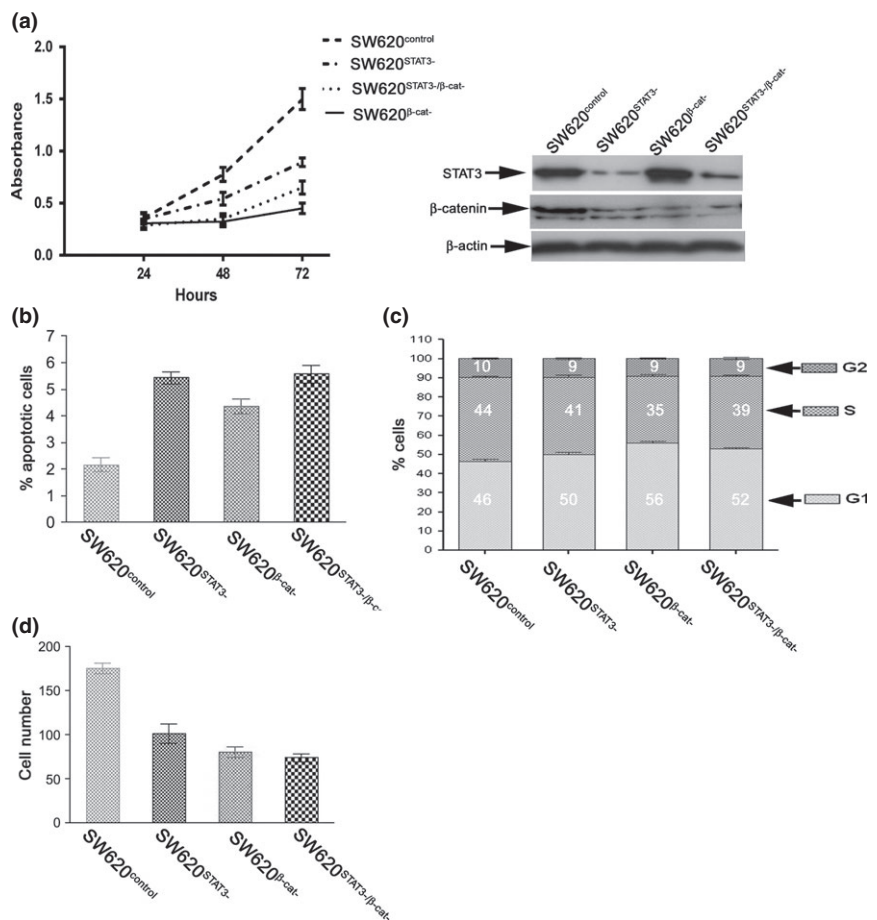 (a)
SW620control
SW620STAT3-
SW620STAT3-/β-cat-
SW620β-cat-
2.0
1.5
1.0
0.5
0.0
Absorbance
24
48
72
Hours
SW620control
SW620STAT3-
SW620β-cat-
SW620STAT3-/β-cat-
STAT3
β-catenin
β-actin
(b)
7
6
5
4
3
2
1
0
% apoptotic cells
SW620control
SW620STAT3-
SW620β-cat-
SW620STAT3-/β-c-
(c)
110
100
90
80
70
60
50
40
30
20
10
0
% cells
10
9
9
9
G2
44
41
35
39
S
46
50
56
52
G1
SW620control
SW620STAT3-
SW620β-cat-
SW620STAT3-/β-cat-
(d)
200
150
100
50
0
Cell number
SW620control
SW620STAT3-
SW620β-cat-
SW620STAT3-/β-cat-